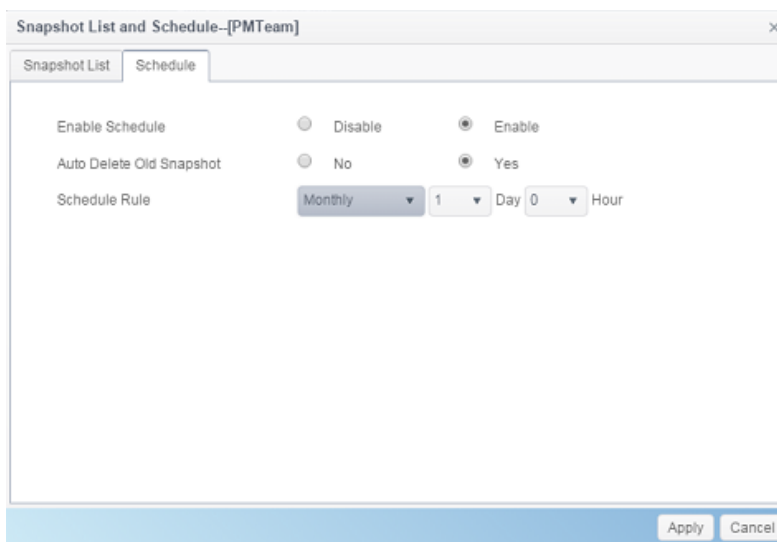 Snapshot List and Schedule--[PMTeam] ×
Snapshot List Schedule
Enable Schedule Disable Enable
Auto Delete Old Snapshot No Yes
Schedule Rule Monthly 1 Day 0 Hour
Apply Cancel